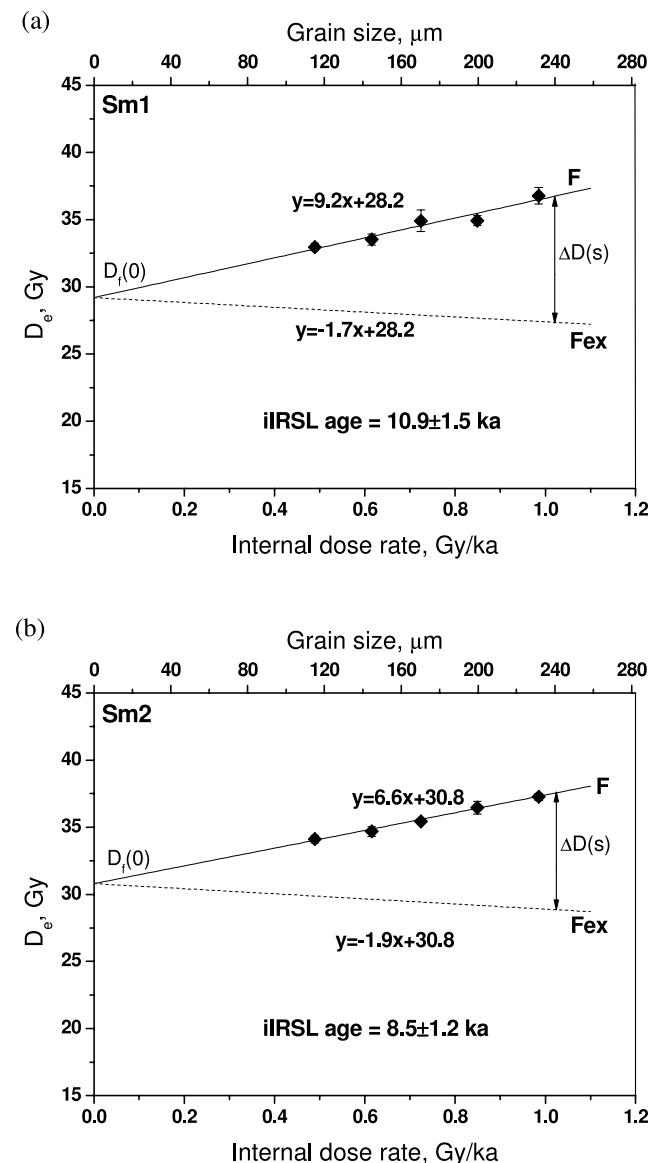 (a)
Grain size, μm
0 40 80 120 160 200 240 280
Sm1
45
40
35
30
25
20
15
D_e, Gy
y=9.2x+28.2
F
D_f(0)
ΔD(s)
y=-1.7x+28.2
Fex
iIRSL age = 10.9±1.5 ka
0.0 0.2 0.4 0.6 0.8 1.0 1.2
Internal dose rate, Gy/ka
(b)
Grain size, μm
0 40 80 120 160 200 240 280
Sm2
45
40
35
30
25
20
15
D_e, Gy
y=6.6x+30.8
F
D_f(0)
ΔD(s)
Fex
y=-1.9x+30.8
iIRSL age = 8.5±1.2 ka
0.0 0.2 0.4 0.6 0.8 1.0 1.2
Internal dose rate, Gy/ka